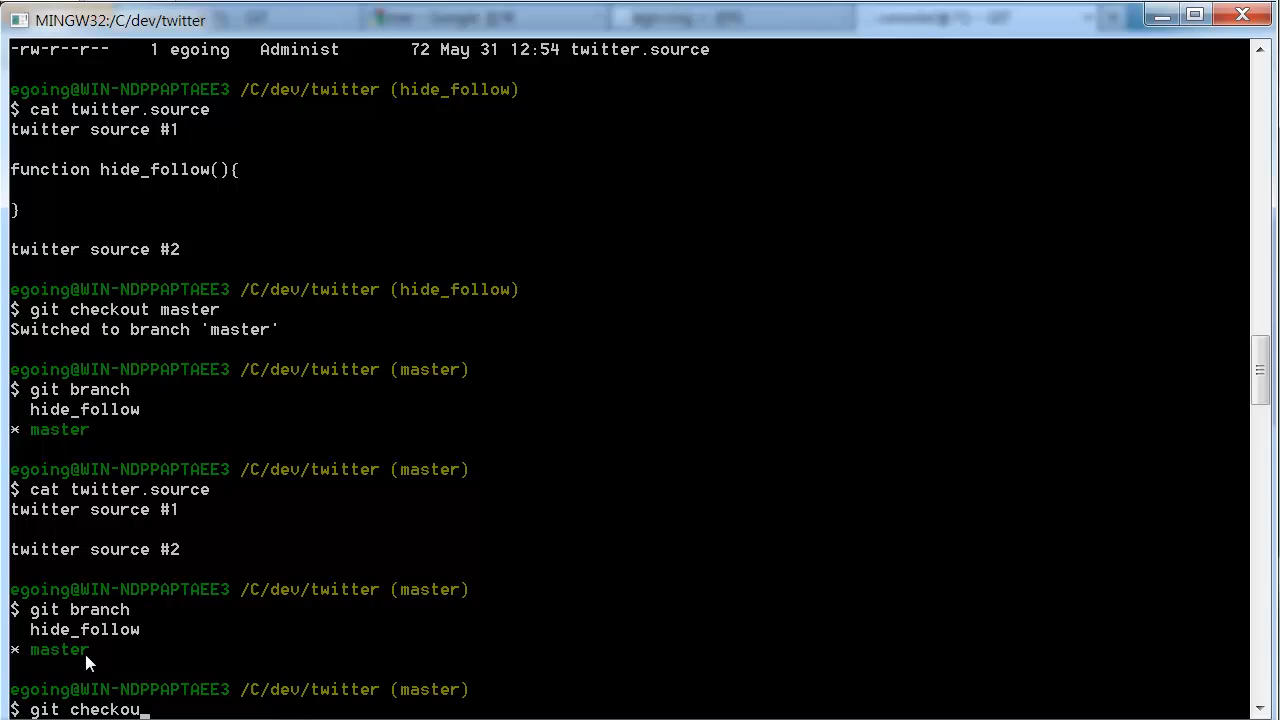 MINGW32:/C/dev/twitter
-rw-r--r-- 1 egoing Administ 72 May 31 12:54 twitter.source
egoing@WIN-NDPPAPTAEE3 /C/dev/twitter (hide_follow)
$ cat twitter.source
twitter source #1
function hide_follow(){
}
twitter source #2
egoing@WIN-NDPPAPTAEE3 /C/dev/twitter (hide_follow)
$ git checkout master
Switched to branch 'master'
egoing@WIN-NDPPAPTAEE3 /C/dev/twitter (master)
$ git branch
hide_follow
* master
egoing@WIN-NDPPAPTAEE3 /C/dev/twitter (master)
$ cat twitter.source
twitter source #1
twitter source #2
egoing@WIN-NDPPAPTAEE3 /C/dev/twitter (master)
$ git branch
hide_follow
* master
egoing@WIN-NDPPAPTAEE3 /C/dev/twitter (master)
$ git checkou_